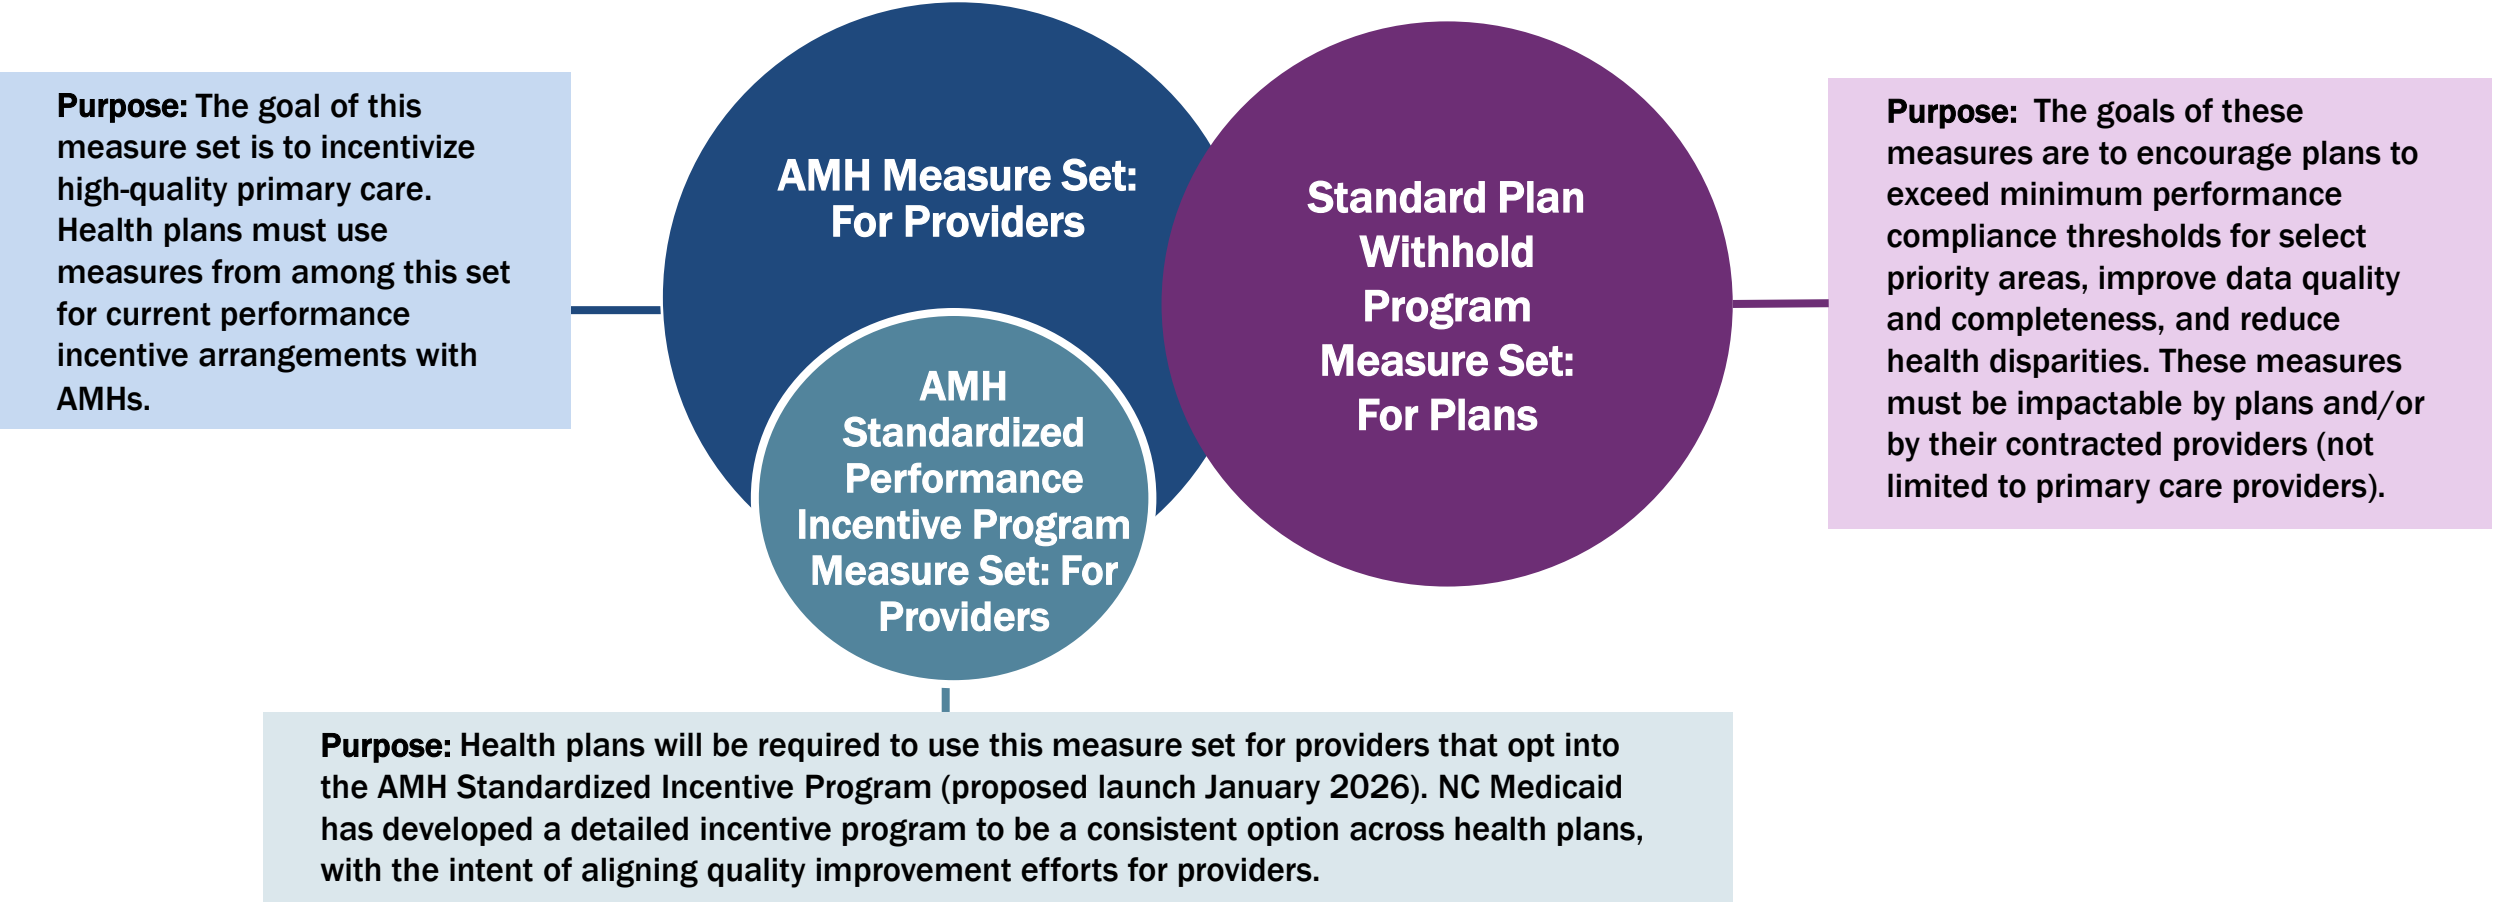 Purpose: The goal of this
measure set is to incentivize
high-quality primary care.
Health plans must use
measures from among this set
for current performance
incentive arrangements with
AMHs.
AMH Measure Set:
For Providers
Standard Plan
Withhold
Program
Measure Set:
For Plans
Purpose: The goals of these
measures are to encourage plans to
exceed minimum performance
compliance thresholds for select
priority areas, improve data quality
and completeness, and reduce
health disparities. These measures
must be impactable by plans and/or
by their contracted providers (not
limited to primary care providers).
AMH
Standardized
Performance
Incentive Program
Measure Set: For
Providers
Purpose: Health plans will be required to use this measure set for providers that opt into
the AMH Standardized Incentive Program (proposed launch January 2026). NC Medicaid
has developed a detailed incentive program to be a consistent option across health plans,
with the intent of aligning quality improvement efforts for providers.